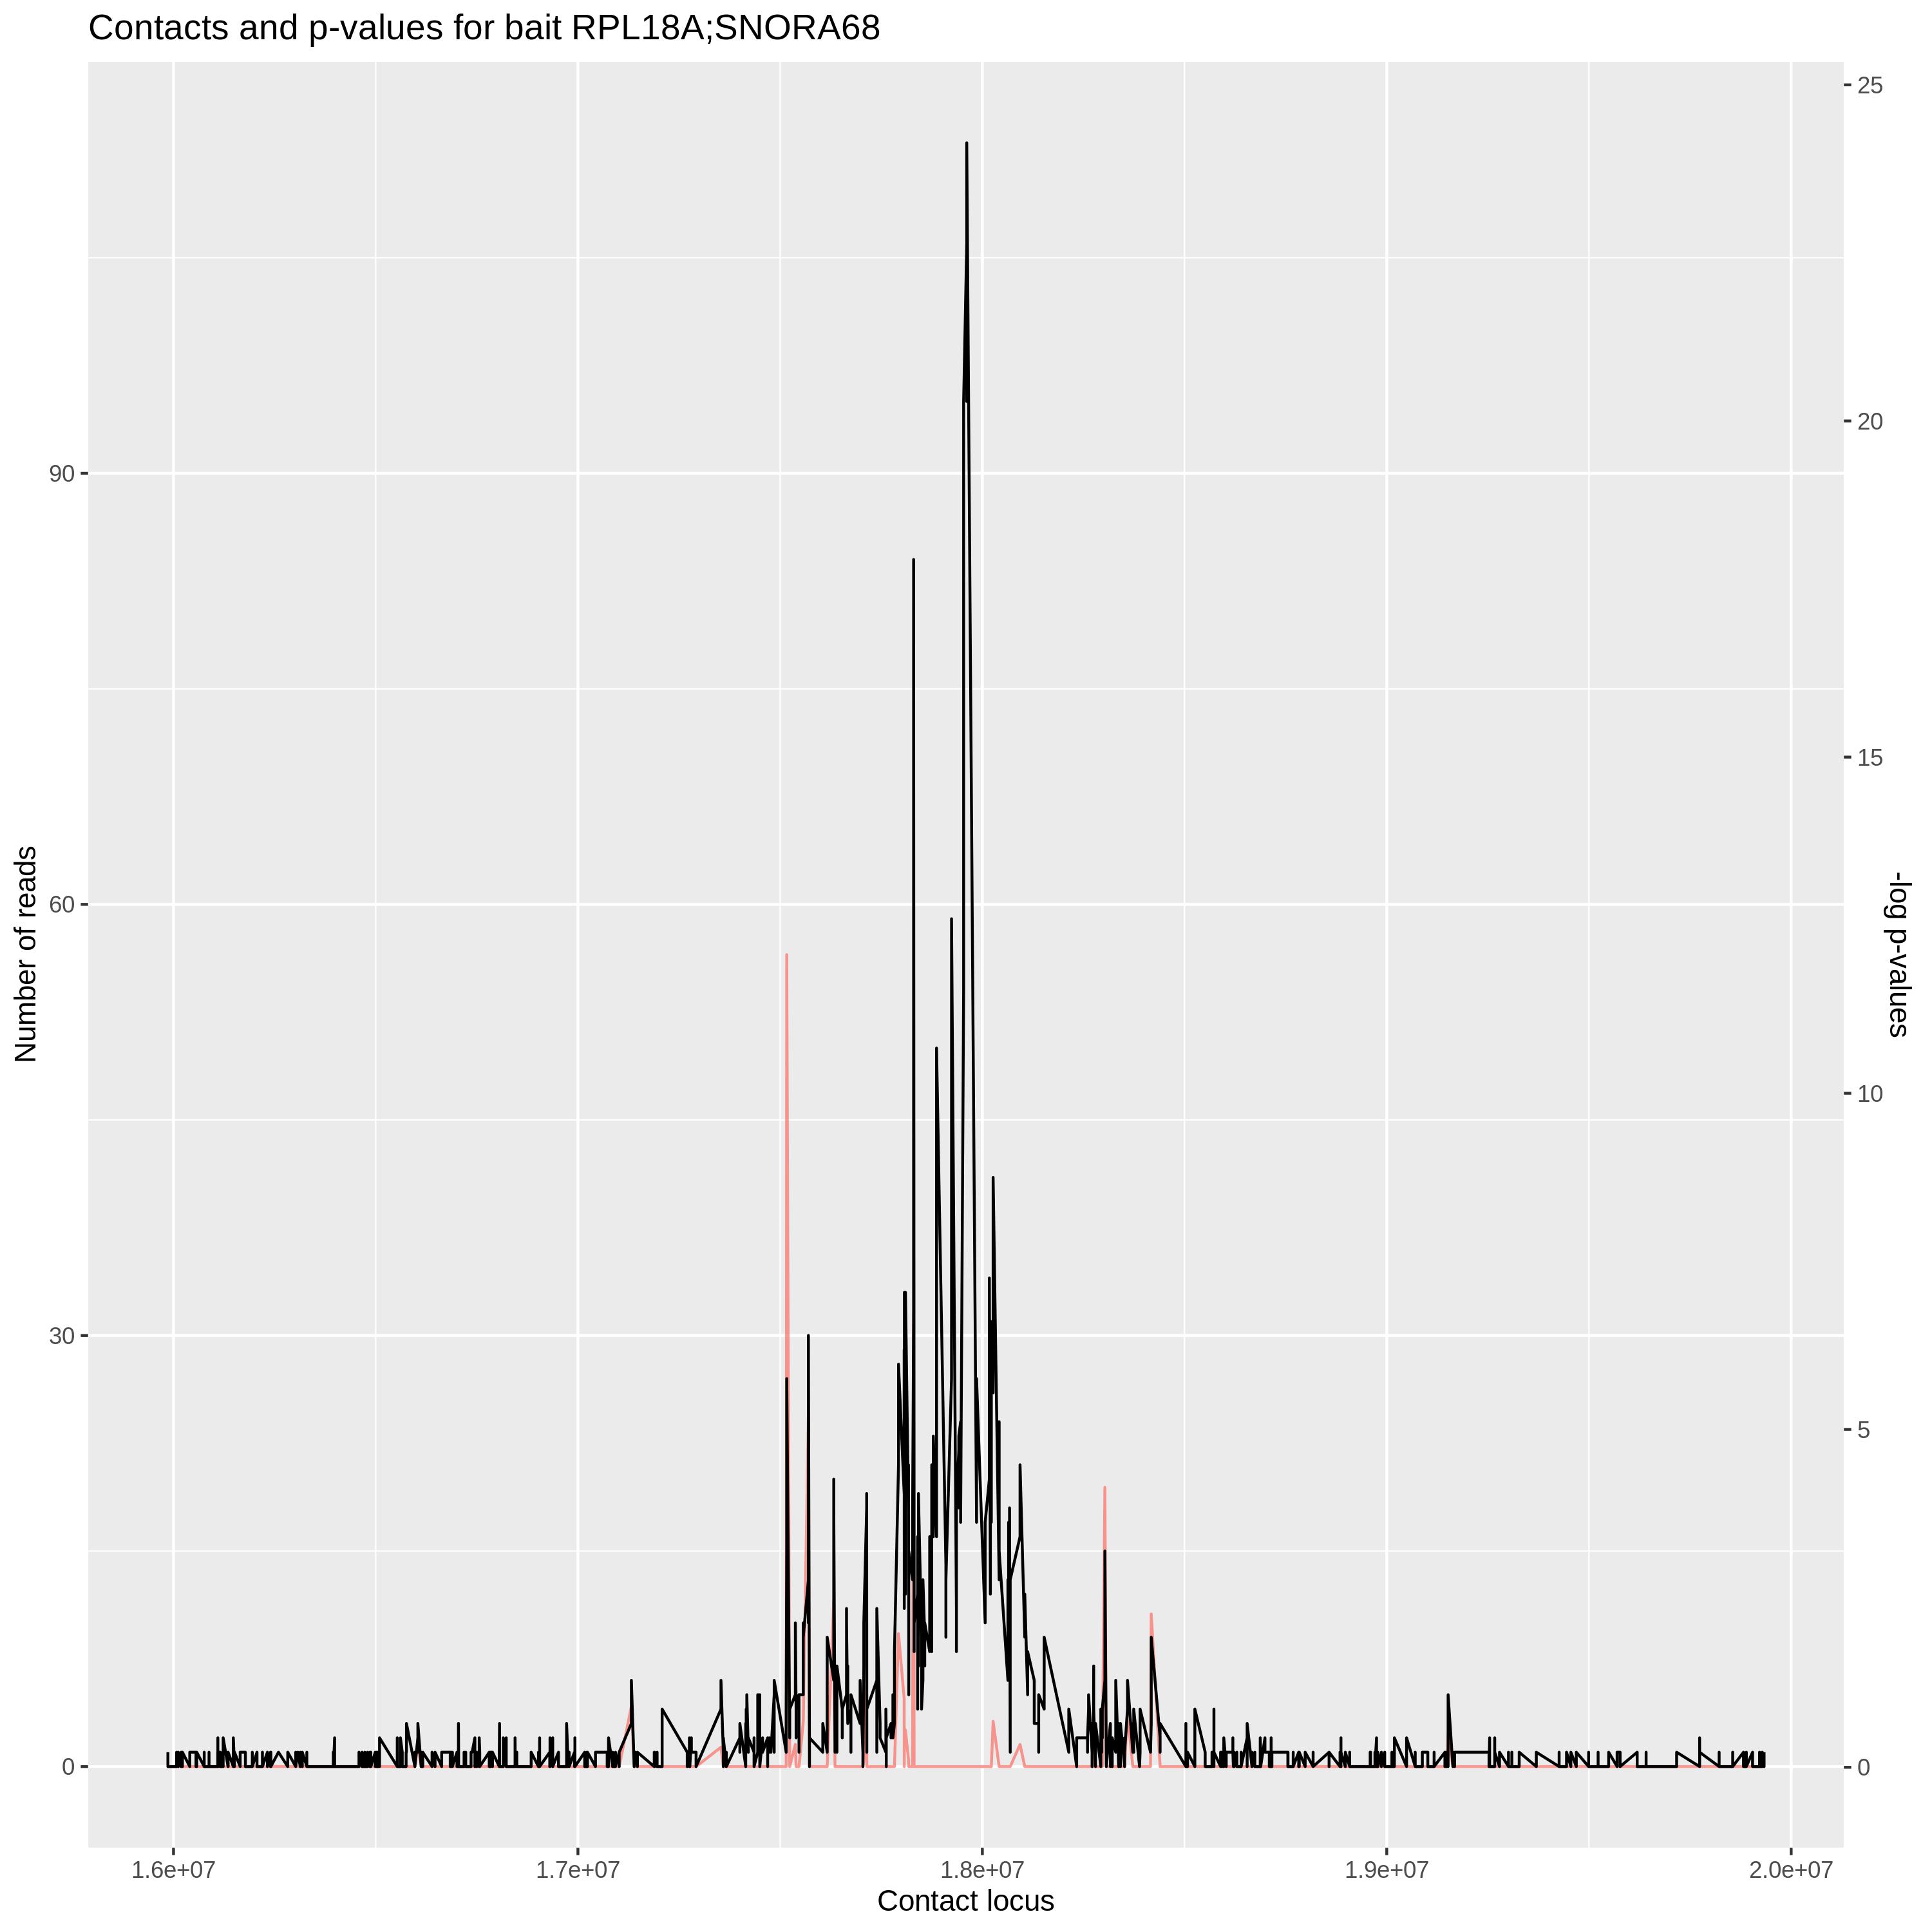 Contacts and p-values for bait RPL18A;SNORA68
Number of reads
90
60
30
0
25
20
15
10
5
0
-log p-values
1.6e+07 1.7e+07 1.8e+07 1.9e+07 2.0e+07
Contact locus